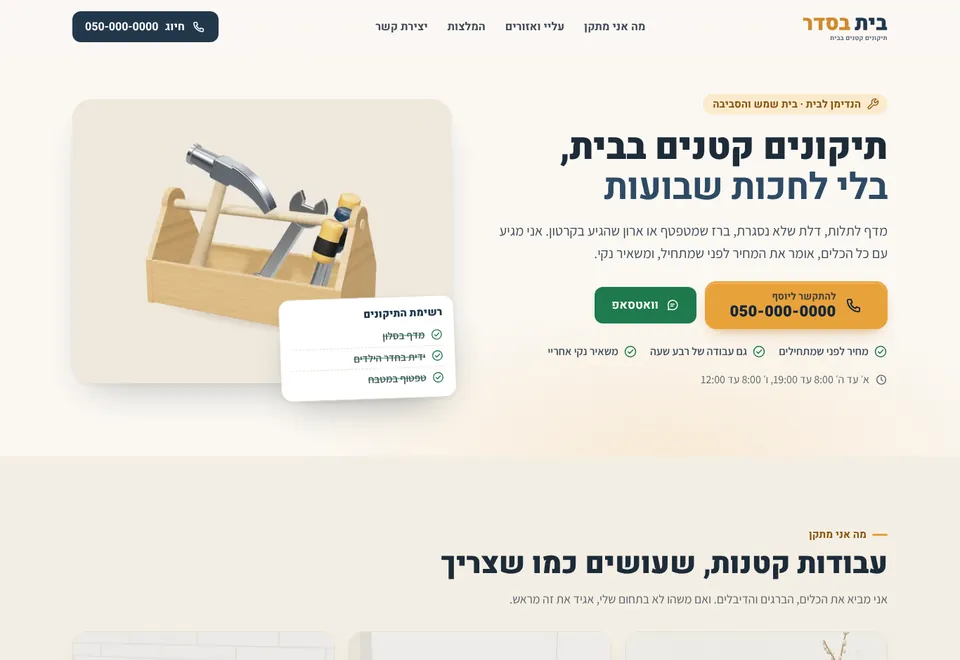 בית בסדר
תיקונים קטנים בבית
מה אני מתקן
עליי ואזורים
המלצות
יצירת קשר
חיוג 050-000-0000
הנדימן לבית · בית שמש והסביבה
תיקונים קטנים בבית,
בלי לחכות שבועות
מדף לתלות, דלת שלא נסגרת, ברז שמטפטף או ארון שהגיע בקרטון. אני מגיע
עם כל הכלים, אומר את המחיר לפני שמתחיל, ומשאיר נקי.
להתקשר ליוסף
050-000-0000
וואטסאפ
מחיר לפני שמתחילים
גם עבודה של רבע שעה
משאיר נקי אחריי
א׳ עד ה׳ 8:00 עד 19:00, ו׳ 8:00 עד 12:00
רשימת התיקונים
מדף בסלון
ידית בחדר הילדים
טפטוף במטבח
מה אני מתקן
עבודות קטנות, שעושים כמו שצריך
אני מביא את הכלים, הברגים והדיבלים. ואם משהו לא בתחום שלי, אגיד את זה מראש.